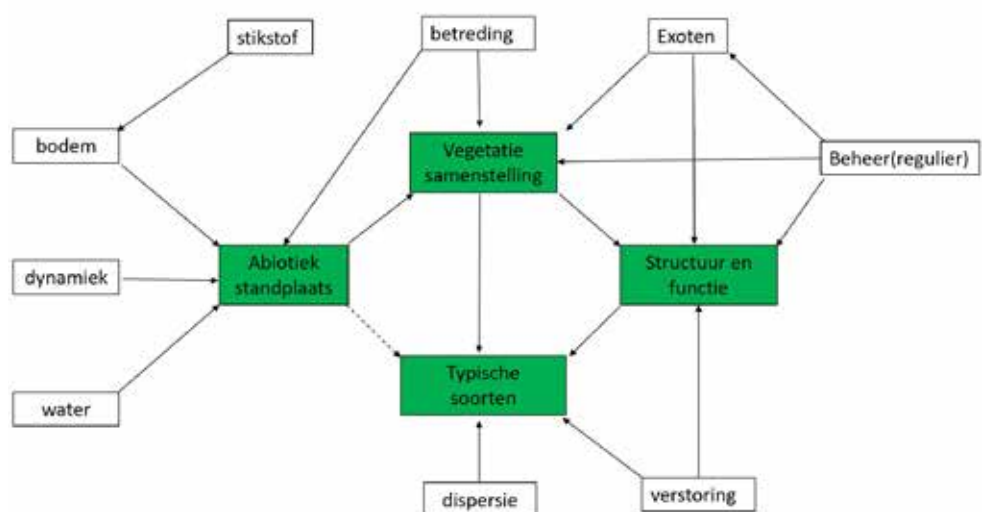 stikstof
betreding
Exoten
bodem
Vegetatie
samenstelling
Beheer(regulier)
dynamiek
Abiotiek
standplaats
Structuur en
functie
Typische
soorten
water
dispersie
verstoring